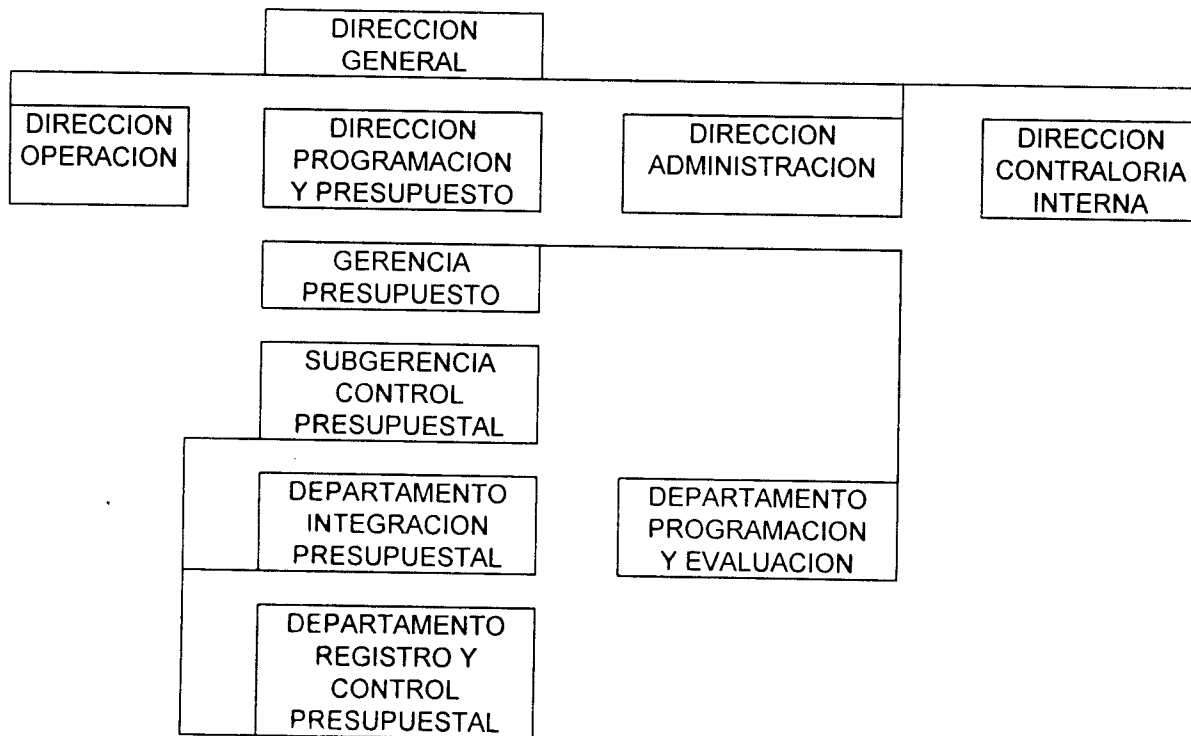 DIRECCION
GENERAL
DIRECCION
OPERACION
DIRECCION
PROGRAMACION
Y PRESUPUESTO
DIRECCION
ADMINISTRACION
DIRECCION
CONTRALORIA
INTERNA
GERENCIA
PRESUPUESTO
SUBGERENCIA
CONTROL
PRESUPUESTAL
DEPARTAMENTO
INTEGRACION
PRESUPUESTAL
DEPARTAMENTO
PROGRAMACION
Y EVALUACION
DEPARTAMENTO
REGISTRO Y
CONTROL
PRESUPUESTAL